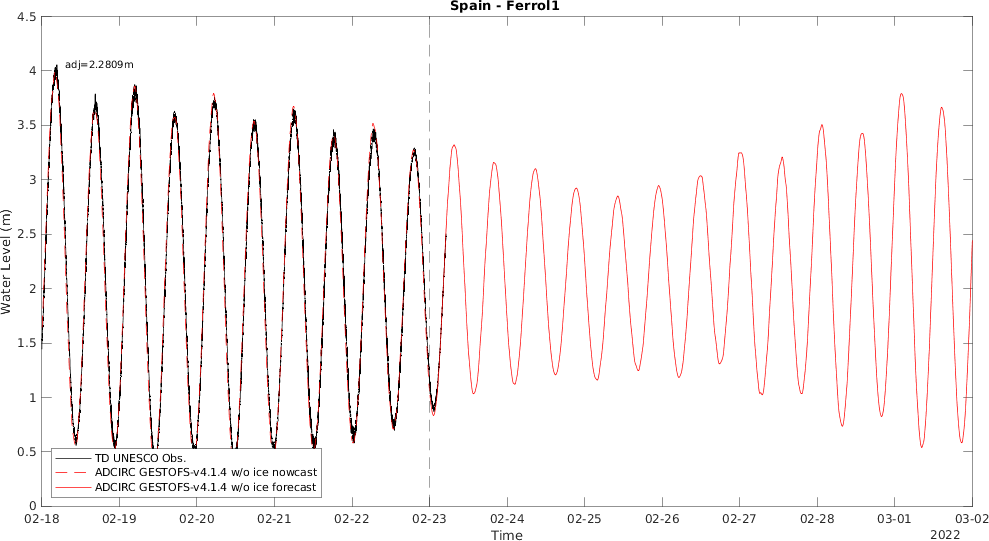 Spain - Ferrol1
4.5
4
3.5
3
2.5
2
1.5
1
0.5
0
Water Level (m)
adj=2.2809m
TD UNESCO Obs.
ADCIRC GESTOFS-v4.1.4 w/o ice nowcast
ADCIRC GESTOFS-v4.1.4 w/o ice forecast
02-18 02-19 02-20 02-21 02-22 02-23 02-24 02-25 02-26 02-27 02-28 03-01 03-02
Time
2022